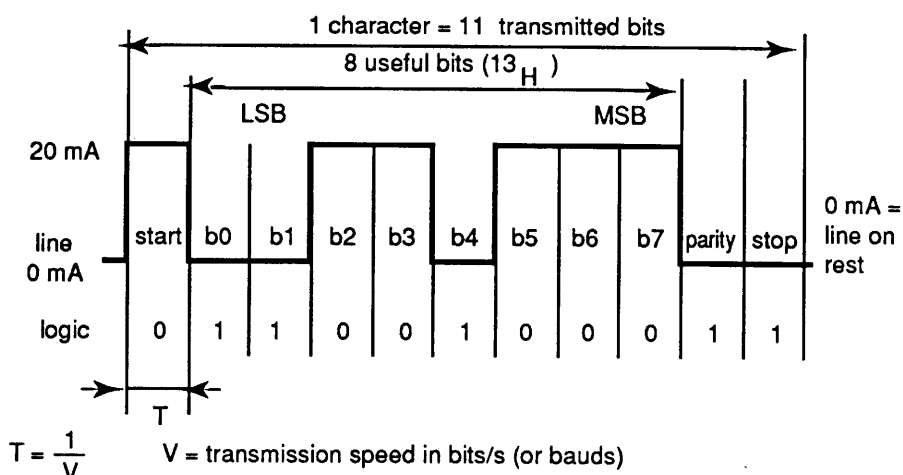 1 character = 11 transmitted bits
8 useful bits (13H)
LSB MSB
20 mA
start b0 b1 b2 b3 b4 b5 b6 b7 parity stop
line
0 mA
0 mA =
line on
rest
logic 0 1 1 0 0 1 0 0 0 1 1
T
T = 1/V V = transmission speed in bits/s (or bauds)